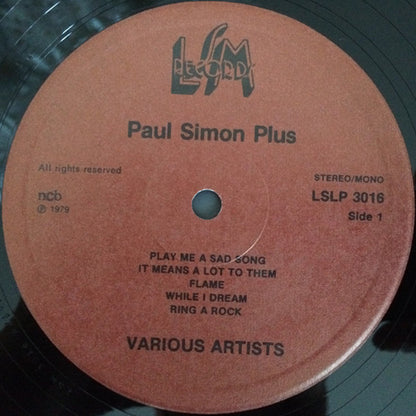 LSM
RECORDS
Paul Simon Plus
All rights reserved
STEREO/MONO
ncb
LSLP 3016
℗ 1979
Side 1
PLAY ME A SAD SONG
IT MEANS A LOT TO THEM
FLAME
WHILE I DREAM
RING A ROCK
VARIOUS ARTISTS